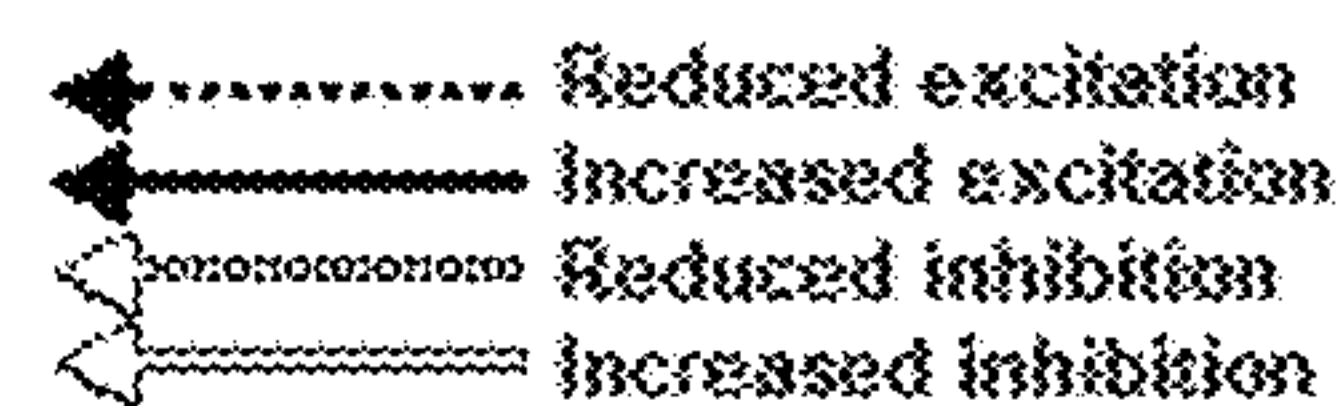 Reduced excitation
Increased excitation
Reduced inhibition
Increased inhibition